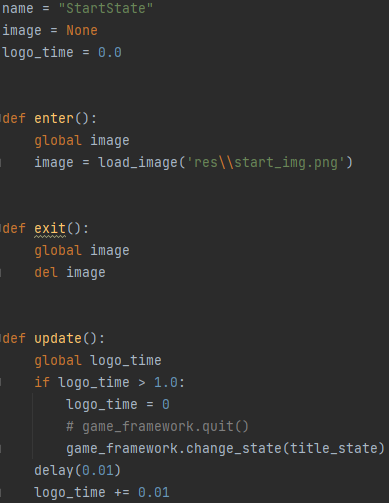 name = "StartState"
image = None
logo_time = 0.0
def enter():
    global image
    image = load_image('res\\start_img.png')
def exit():
    global image
    del image
def update():
    global logo_time
    if logo_time > 1.0:
        logo_time = 0
        # game_framework.quit()
        game_framework.change_state(title_state)
    delay(0.01)
    logo_time += 0.01